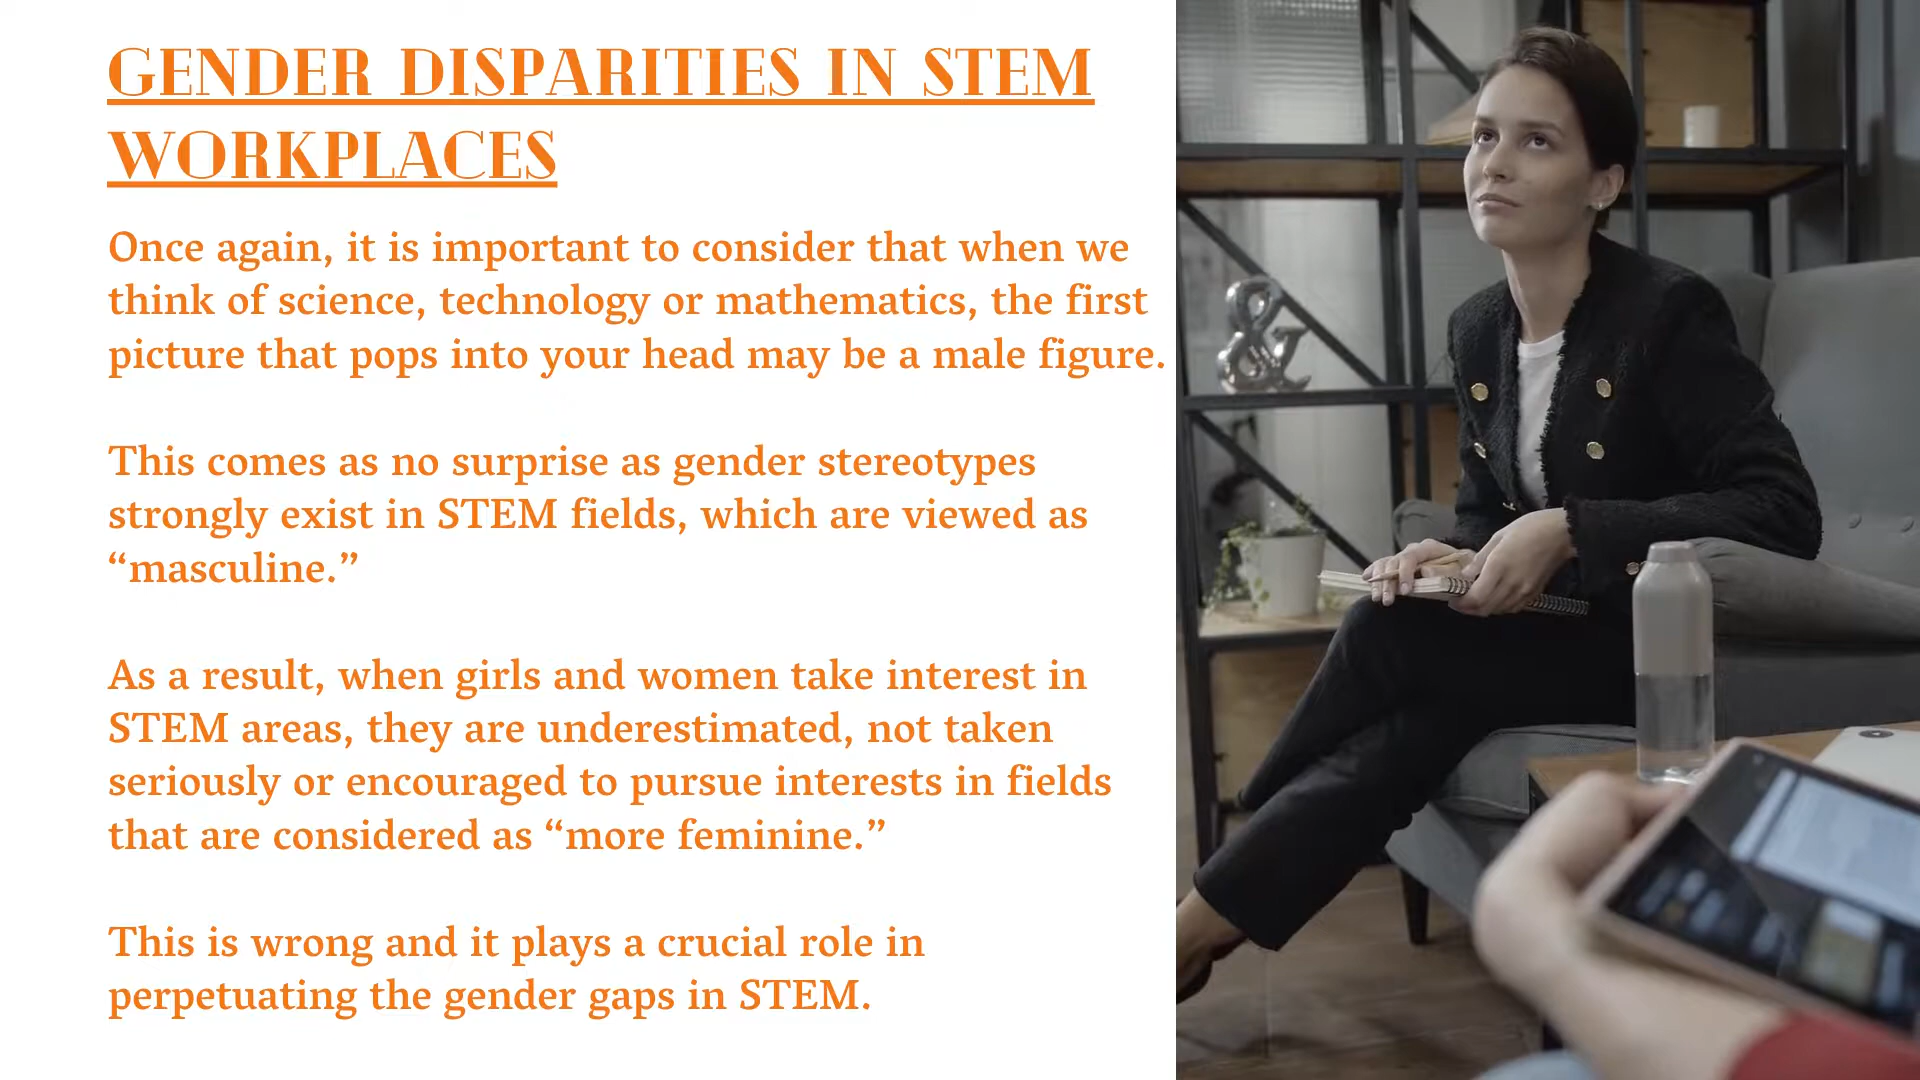 GENDER DISPARITIES IN STEM
WORKPLACES
Once again, it is important to consider that when we
think of science, technology or mathematics, the first
picture that pops into your head may be a male figure.
This comes as no surprise as gender stereotypes
strongly exist in STEM fields, which are viewed as
“masculine.”
As a result, when girls and women take interest in
STEM areas, they are underestimated, not taken
seriously or encouraged to pursue interests in fields
that are considered as “more feminine.”
This is wrong and it plays a crucial role in
perpetuating the gender gaps in STEM.
&